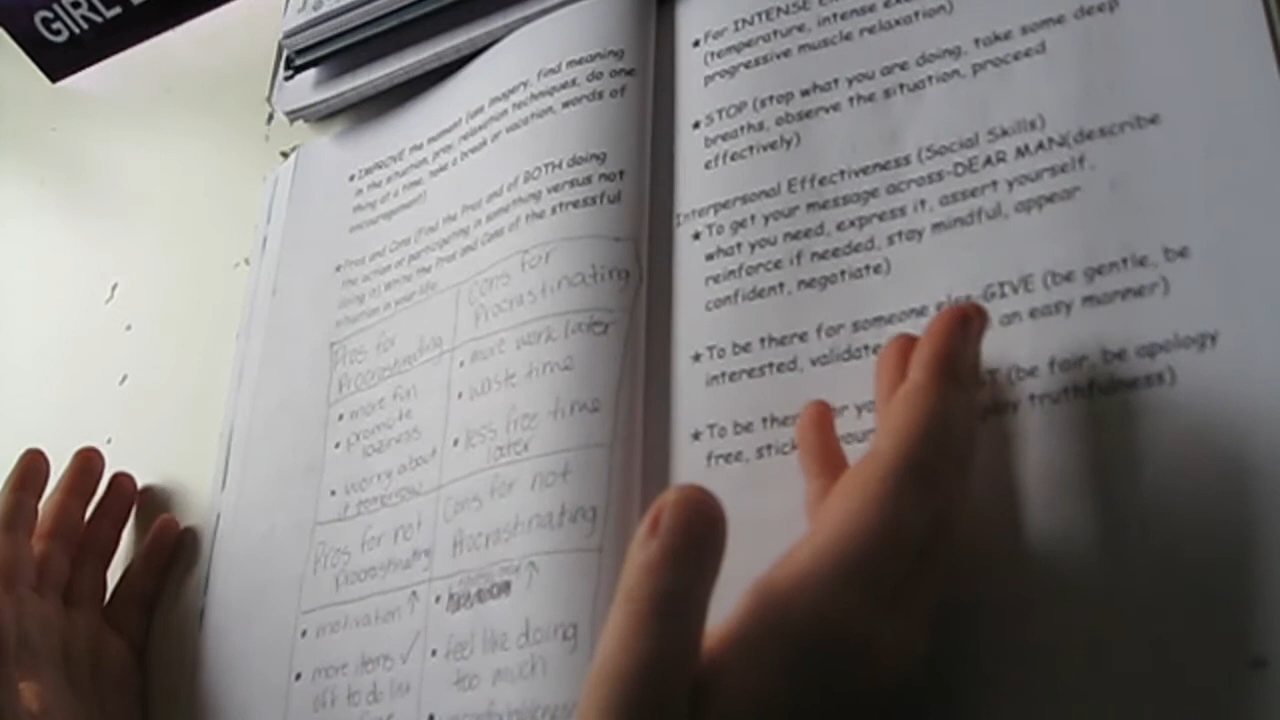 GIRL
★IMPROVE the moment (use imagery, find meaning
in the situation, pray, relaxation techniques, do one
thing at a time, take a break or vacation, words of
encouragement)
★Pros and Cons (Find the Pros and of BOTH doing
the action of participating in something versus not
doing it) write the Pros and Cons of the stressful
situation in your life.
Pros for
Procrastinating
Cons for
Procrastinating
• more fun
• promote
laziness
• worry about
it tomorrow
• more work later
• waste time
• less free time
later
Pros for not
procrastinating
Cons for not
Procrastinating
• motivation ↑
• more items ✓
off to do list
• ↑
• feel like doing
too much
★For INTENSE
(temperature, intense
progressive muscle relaxation)
★STOP (stop what you are doing, take some deep
breaths, observe the situation, proceed
effectively)
Interpersonal Effectiveness (Social Skills)
★To get your message across-DEAR MAN(describe
what you need, express it, assert yourself,
reinforce if needed, stay mindful, appear
confident, negotiate)
★To be there for someone else-GIVE (be gentle, be
interested, validate an easy manner)
★To be there (be fair, be apology
free, stick truthfulness)